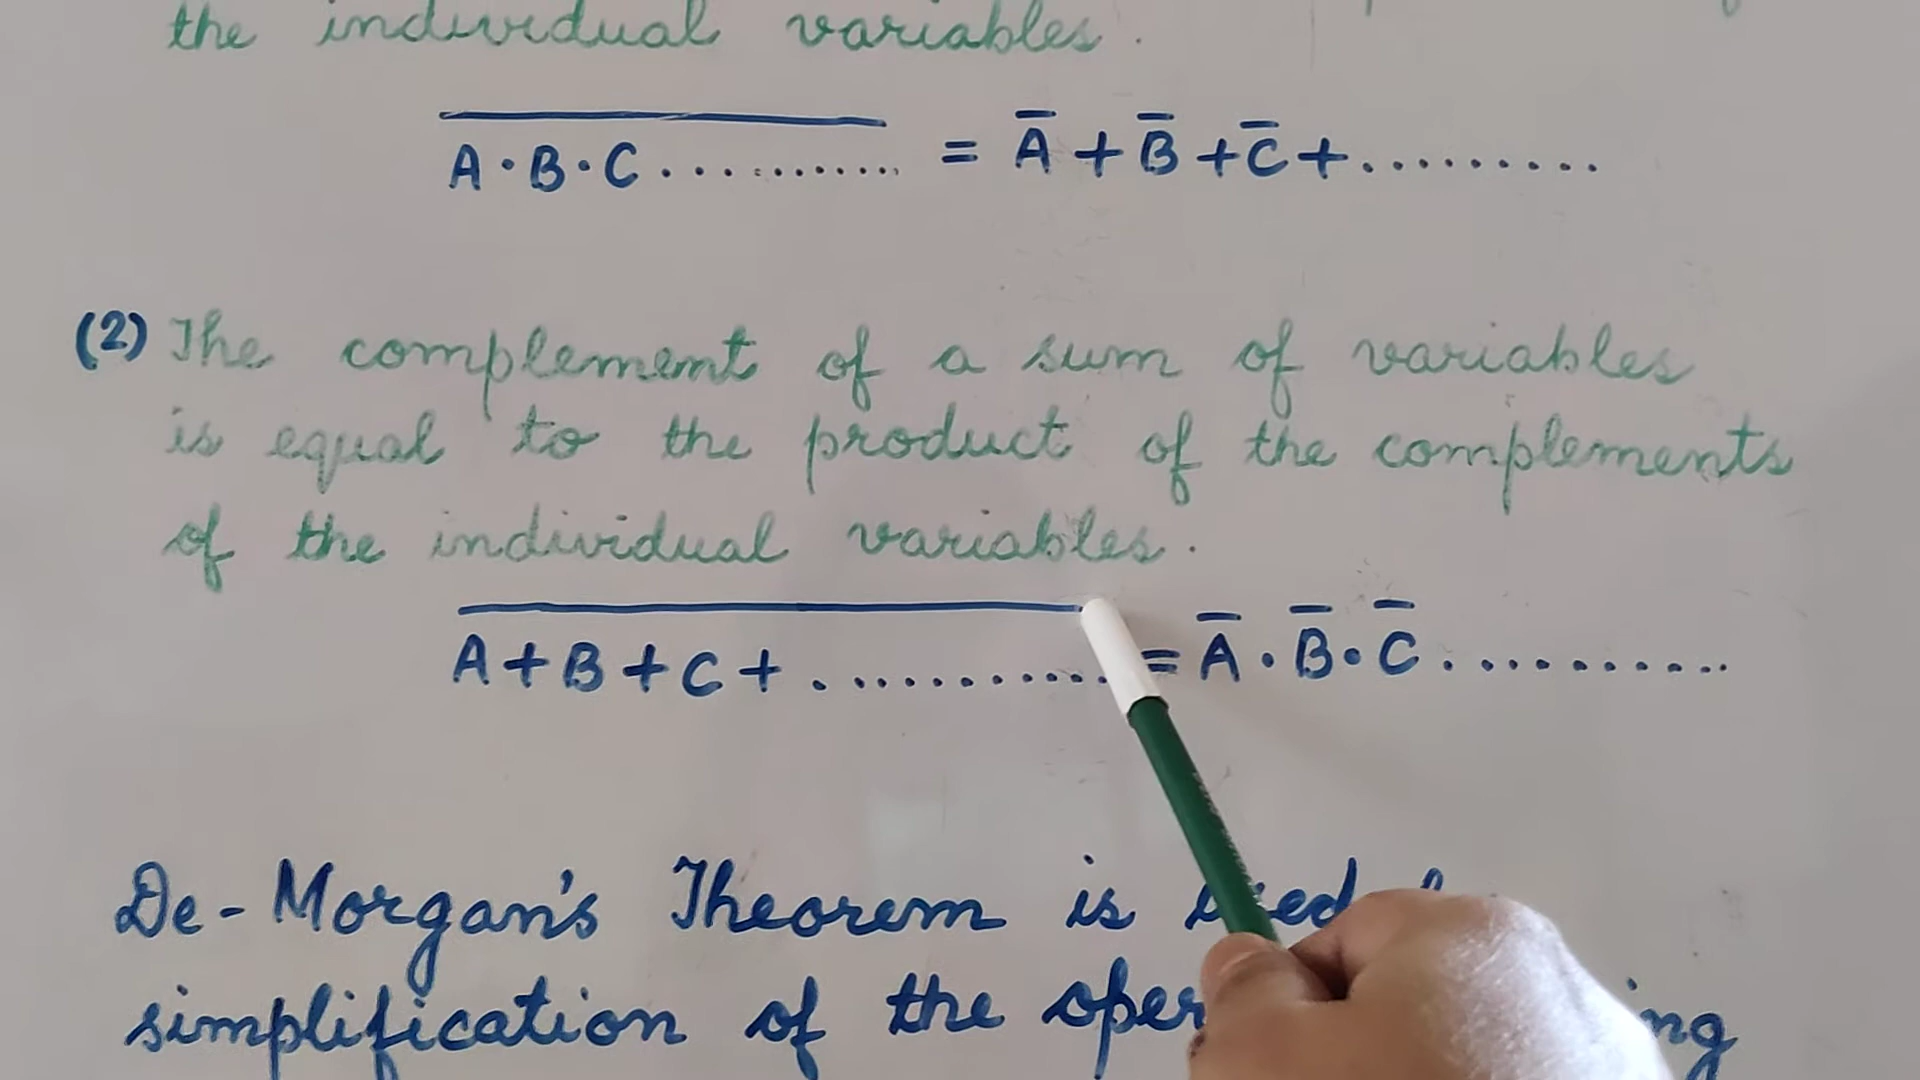 the individual variables.
A·B·C........... = A̅ + B̅ + C̅ + .........
(2) The complement of a sum of variables
is equal to the product of the complements
of the individual variables.
A + B + C + ............ = A̅ · B̅ · C̅ ...........
De-Morgan's Theorem is used
simplification of the